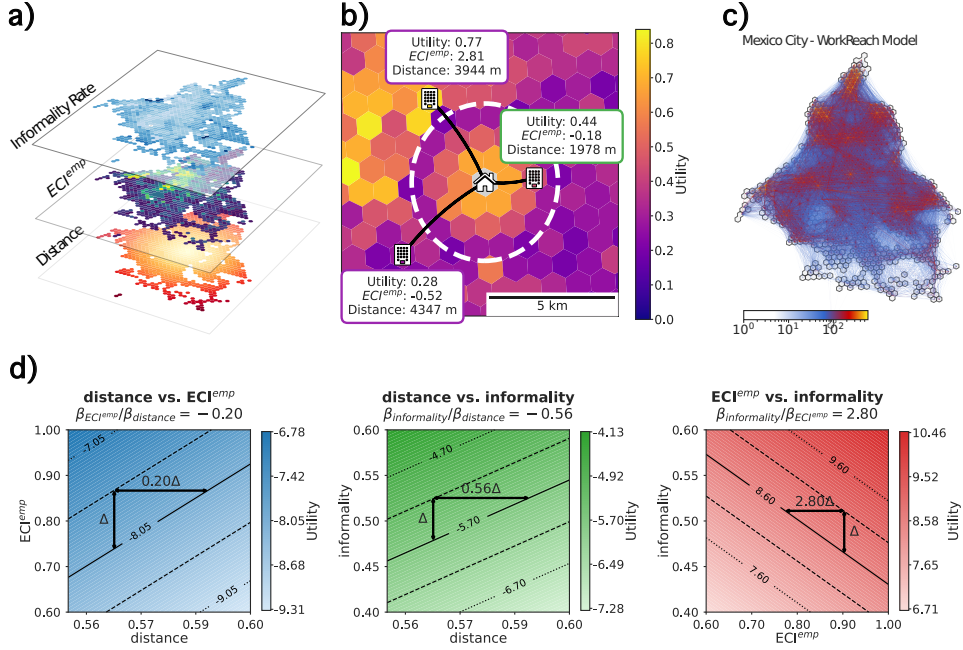 a)
Informality Rate
ECI^emp
Distance
b)
Utility: 0.77
ECI^emp: 2.81
Distance: 3944 m
Utility: 0.44
ECI^emp: -0.18
Distance: 1978 m
Utility: 0.28
ECI^emp: -0.52
Distance: 4347 m
5 km
0.8
0.7
0.6
0.5
0.4
0.3
0.2
0.1
0.0
Utility
c)
Mexico City - WorkReach Model
10^0
10^1
10^2
d)
distance vs. ECI^emp
β_ECI^emp/β_distance = −0.20
1.00
0.90
0.80
0.70
0.60
ECI^emp
-7.05
0.20Δ
Δ
-8.05
-9.05
0.56
0.57
0.59
0.60
distance
-6.78
-7.42
-8.05
-8.68
-9.31
Utility
distance vs. informality
β_informality/β_distance = −0.56
0.60
0.55
0.50
0.45
0.40
informality
-4.70
0.56Δ
Δ
-5.70
-6.70
0.56
0.57
0.59
0.60
distance
-4.13
-4.92
-5.70
-6.49
-7.28
Utility
ECI^emp vs. informality
β_informality/β_ECI^emp = 2.80
0.60
0.55
0.50
0.45
0.40
informality
9.60
8.60
2.80Δ
Δ
7.60
0.60
0.70
0.80
0.90
1.00
ECI^emp
10.46
9.52
8.58
7.65
6.71
Utility